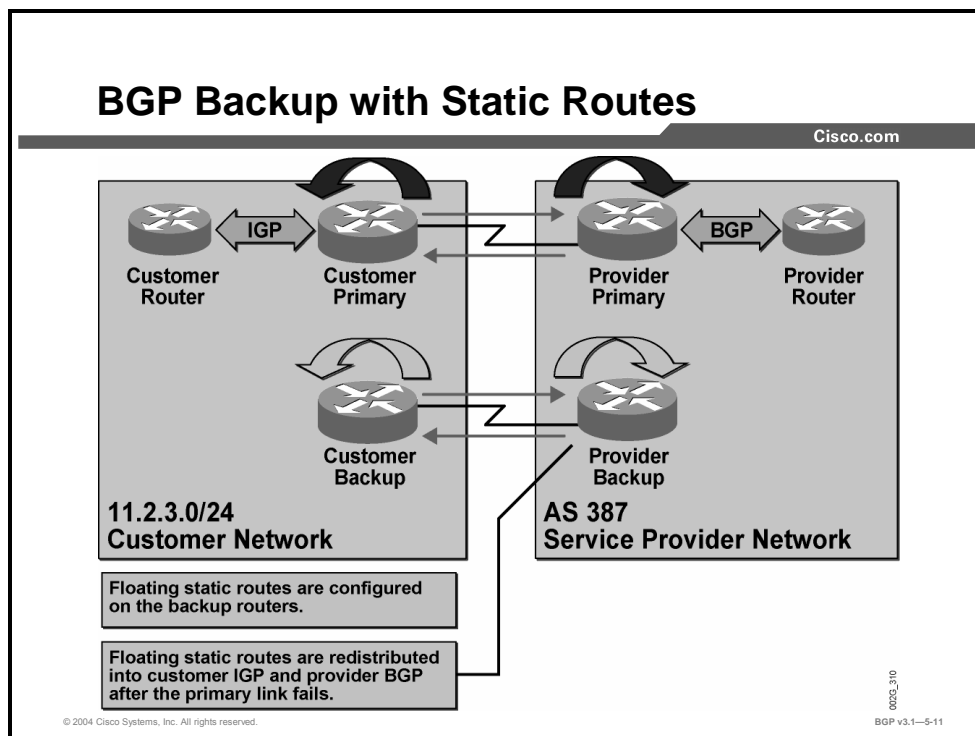 BGP Backup with Static Routes
Cisco.com
IGP
BGP
Customer
Router
Customer
Primary
Provider
Primary
Provider
Router
Customer
Backup
Provider
Backup
11.2.3.0/24
Customer Network
AS 387
Service Provider Network
Floating static routes are configured
on the backup routers.
Floating static routes are redistributed
into customer IGP and provider BGP
after the primary link fails.
002G_310
© 2004 Cisco Systems, Inc. All rights reserved.
BGP v3.1—5-11